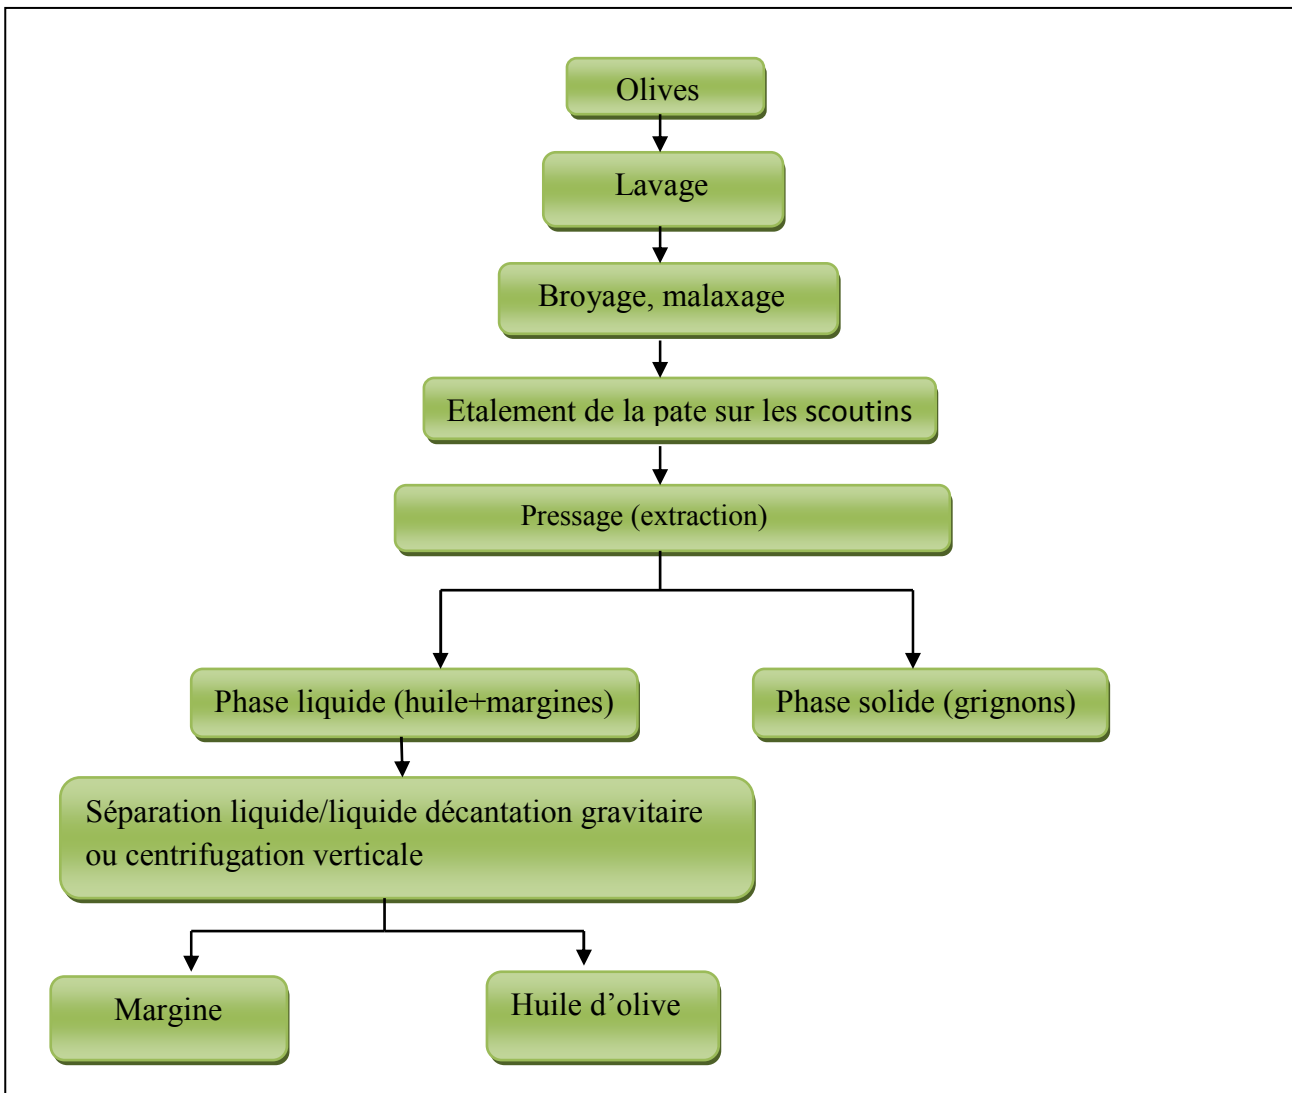 Olives
Lavage
Broyage, malaxage
Etalement de la pate sur les scoutins
Pressage (extraction)
Phase liquide (huile+margines)
Phase solide (grignons)
Séparation liquide/liquide décantation gravitaire
ou centrifugation verticale
Margine
Huile d’olive